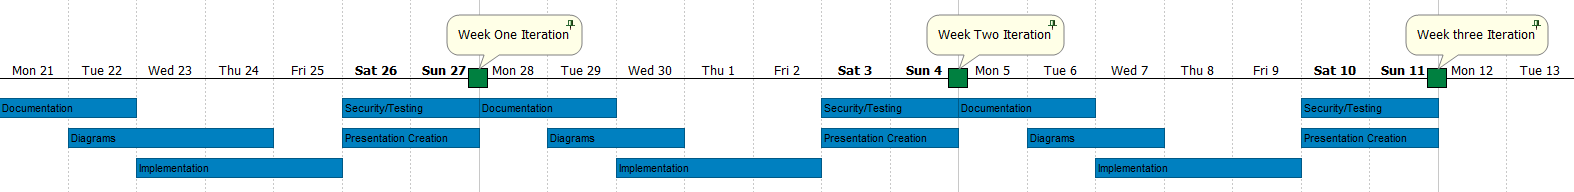 Week One Iteration
Week Two Iteration
Week three Iteration
Mon 21 Tue 22 Wed 23 Thu 24 Fri 25 Sat 26 Sun 27 Mon 28 Tue 29 Wed 30 Thu 1 Fri 2 Sat 3 Sun 4 Mon 5 Tue 6 Wed 7 Thu 8 Fri 9 Sat 10 Sun 11 Mon 12 Tue 13
Documentation Security/Testing Documentation Security/Testing Documentation Security/Testing
Diagrams Presentation Creation Diagrams Presentation Creation Diagrams Presentation Creation
Implementation Implementation Implementation